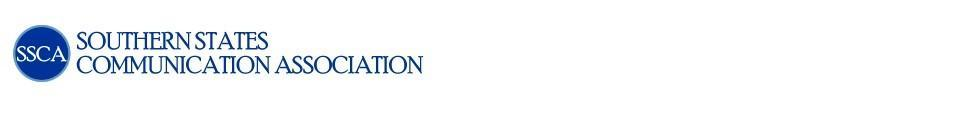 SSCA
SOUTHERN STATES
COMMUNICATION ASSOCIATION